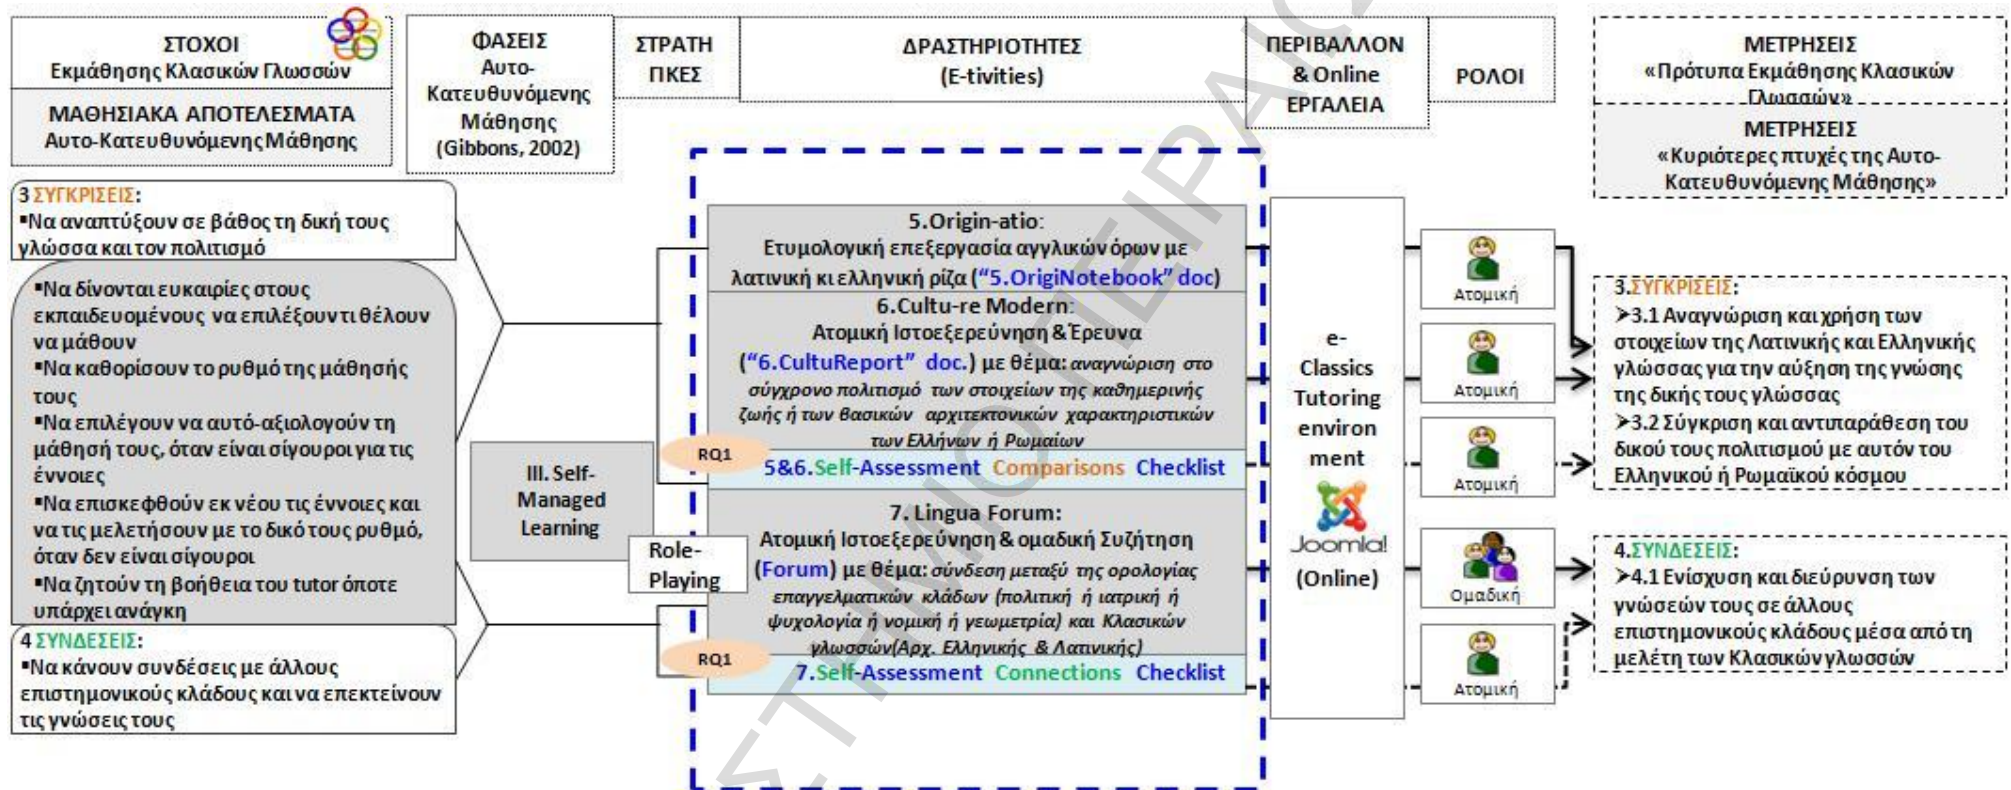 ΣΤΟΧΟΙ
Εκμάθησης Κλασικών Γλωσσών
ΜΑΘΗΣΙΑΚΑ ΑΠΟΤΕΛΕΣΜΑΤΑ
Αυτο-Κατευθυνόμενης Μάθησης
ΦΑΣΕΙΣ
Αυτο-
Κατευθυνόμενης
Μάθησης
(Gibbons, 2002)
ΣΤΡΑΤΗ
ΓΙΚΕΣ
ΔΡΑΣΤΗΡΙΟΤΗΤΕΣ
(E-tivities)
ΠΕΡΙΒΑΛΛΟΝ
& Online
ΕΡΓΑΛΕΙΑ
ΡΟΛΟΙ
ΜΕΤΡΗΣΕΙΣ
«Πρότυπα Εκμάθησης Κλασικών
Γλωσσών»
ΜΕΤΡΗΣΕΙΣ
«Κυριότερες πτυχές της Αυτο-
Κατευθυνόμενης Μάθησης»
3 ΣΥΓΚΡΙΣΕΙΣ:
▪Να αναπτύξουν σε βάθος τη δική τους
γλώσσα και τον πολιτισμό
▪Να δίνονται ευκαιρίες στους
εκπαιδευομένους να επιλέξουν τι θέλουν
να μάθουν
▪Να καθορίσουν το ρυθμό της μάθησής
τους
▪Να επιλέγουν να αυτό-αξιολογούν τη
μάθησή τους, όταν είναι σίγουροι για τις
έννοιες
▪Να επισκεφθούν εκ νέου τις έννοιες και
να τις μελετήσουν με το δικό τους ρυθμό,
όταν δεν είναι σίγουροι
▪Να ζητούν τη βοήθεια του tutor όποτε
υπάρχει ανάγκη
4 ΣΥΝΔΕΣΕΙΣ:
▪Να κάνουν συνδέσεις με άλλους
επιστημονικούς κλάδους και να επεκτείνουν
τις γνώσεις τους
III. Self-
Managed
Learning
Role-
Playing
5.Origin-atio:
Ετυμολογική επεξεργασία αγγλικών όρων με
λατινική κι ελληνική ρίζα (“5.OrigiNotebook” doc)
6.Cultu-re Modern:
Ατομική Ιστοεξερεύνηση & Έρευνα
(“6.CultuReport” doc.) με θέμα: αναγνώριση στο
σύγχρονο πολιτισμό των στοιχείων της καθημερινής
ζωής ή των βασικών αρχιτεκτονικών χαρακτηριστικών
των Ελλήνων ή Ρωμαίων
RQ1
5&6.Self-Assessment Comparisons Checklist
7. Lingua Forum:
Ατομική Ιστοεξερεύνηση & ομαδική Συζήτηση
(Forum) με θέμα: σύνδεση μεταξύ της ορολογίας
επαγγελματικών κλάδων (πολιτική ή ιατρική ή
ψυχολογία ή νομική ή γεωμετρία) και Κλασικών
γλωσσών(Αρχ. Ελληνικής & Λατινικής)
RQ1
7.Self-Assessment Connections Checklist
e-
Classics
Tutoring
environ
ment
Joomla!
(Online)
Ατομική
Ατομική
Ατομική
Ομαδική
Ατομική
3.ΣΥΓΚΡΙΣΕΙΣ:
➤3.1 Αναγνώριση και χρήση των
στοιχείων της Λατινικής και Ελληνικής
γλώσσας για την αύξηση της γνώσης
της δικής τους γλώσσας
➤3.2 Σύγκριση και αντιπαράθεση του
δικού τους πολιτισμού με αυτόν του
Ελληνικού ή Ρωμαϊκού κόσμου
4.ΣΥΝΔΕΣΕΙΣ:
➤4.1 Ενίσχυση και διεύρυνση των
γνώσεών τους σε άλλους
επιστημονικούς κλάδους μέσα από τη
μελέτη των Κλασικών γλωσσών